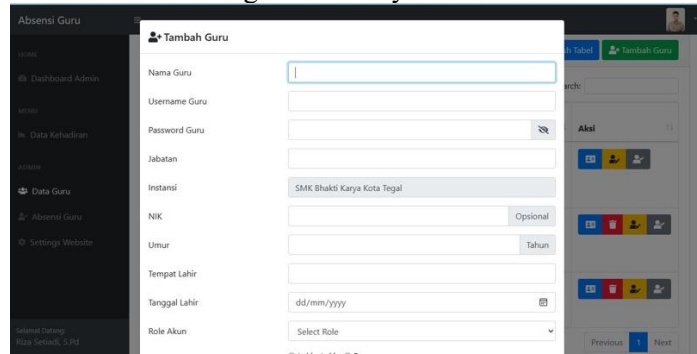 Absensi Guru
Tambah Guru
HOME
Dashboard Admin
MENU
Data Kehadiran
ADMIN
Data Guru
Absensi Guru
Settings Website
Selamat Datang:
Riza Setiadi, S.Pd
Nama Guru
Username Guru
Password Guru
Jabatan
Instansi SMK Bhakti Karya Kota Tegal
NIK Opsional
Umur Tahun
Tempat Lahir
Tanggal Lahir dd/mm/yyyy
Role Akun Select Role
Tabel Tambah Guru
Aksi
Previous 1 Next